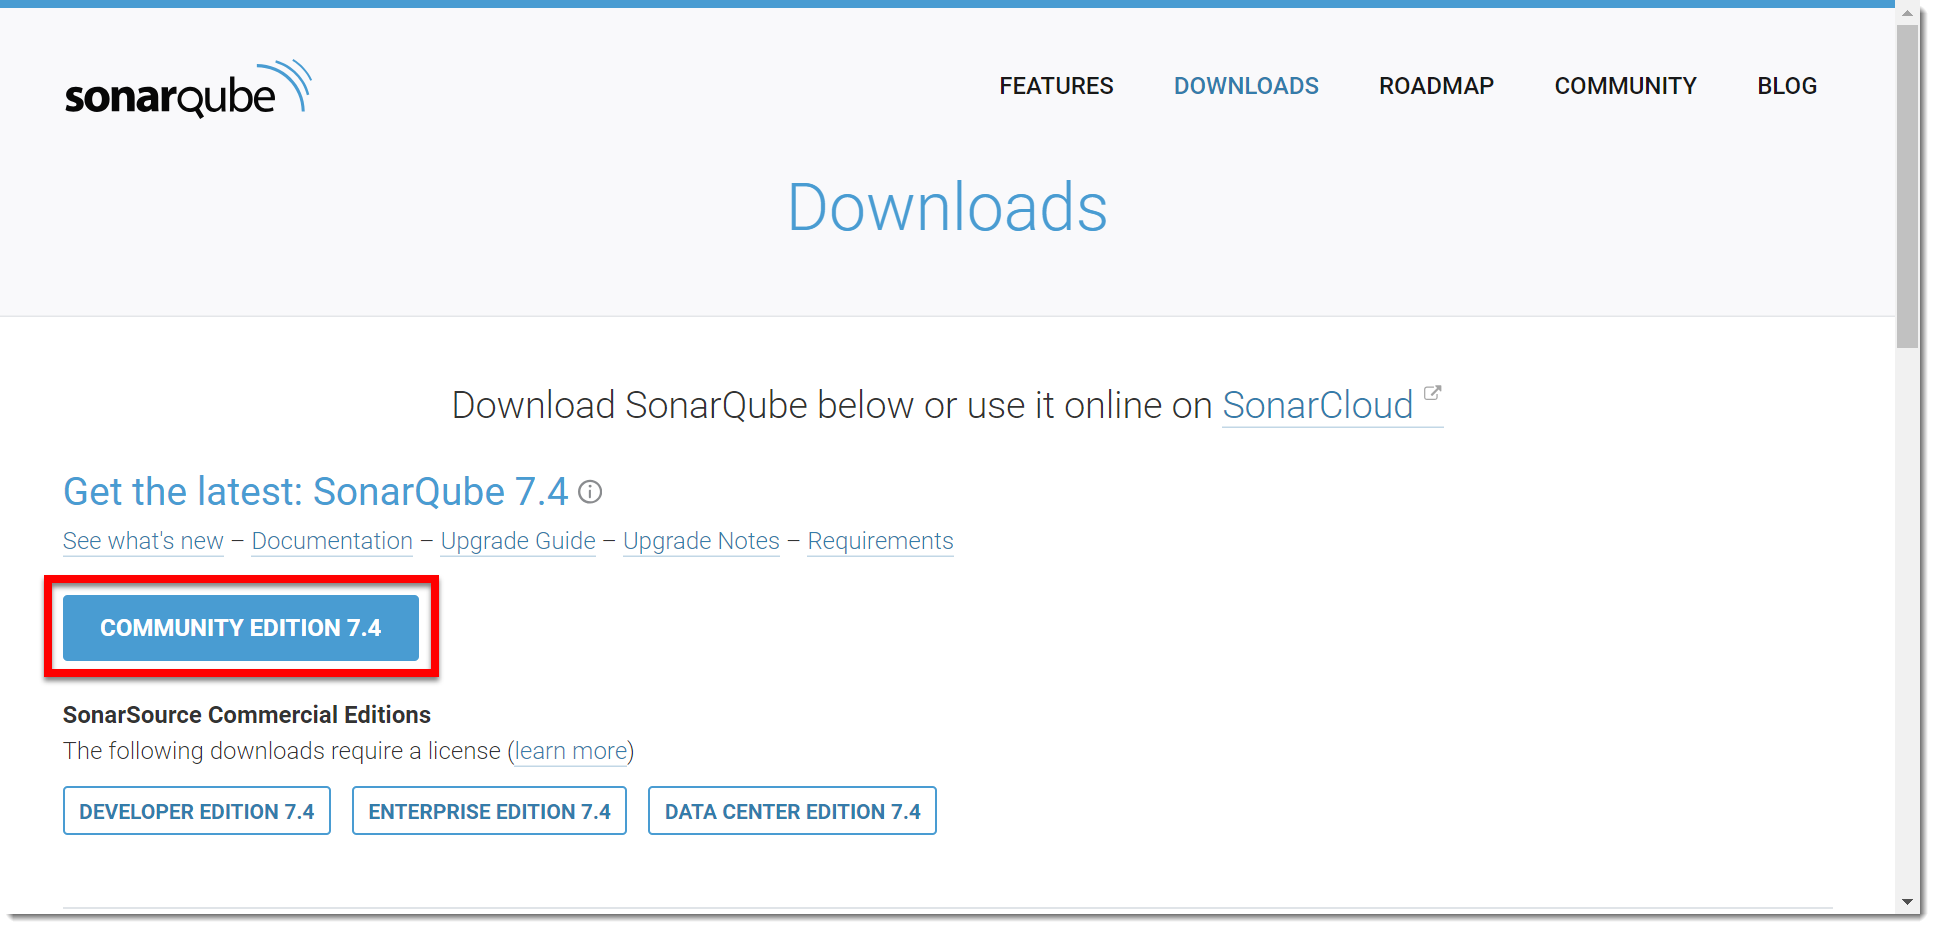 sonarqube
FEATURES DOWNLOADS ROADMAP COMMUNITY BLOG
Downloads
Download SonarQube below or use it online on SonarCloud
Get the latest: SonarQube 7.4
See what's new – Documentation – Upgrade Guide – Upgrade Notes – Requirements
COMMUNITY EDITION 7.4
SonarSource Commercial Editions
The following downloads require a license (learn more)
DEVELOPER EDITION 7.4 ENTERPRISE EDITION 7.4 DATA CENTER EDITION 7.4